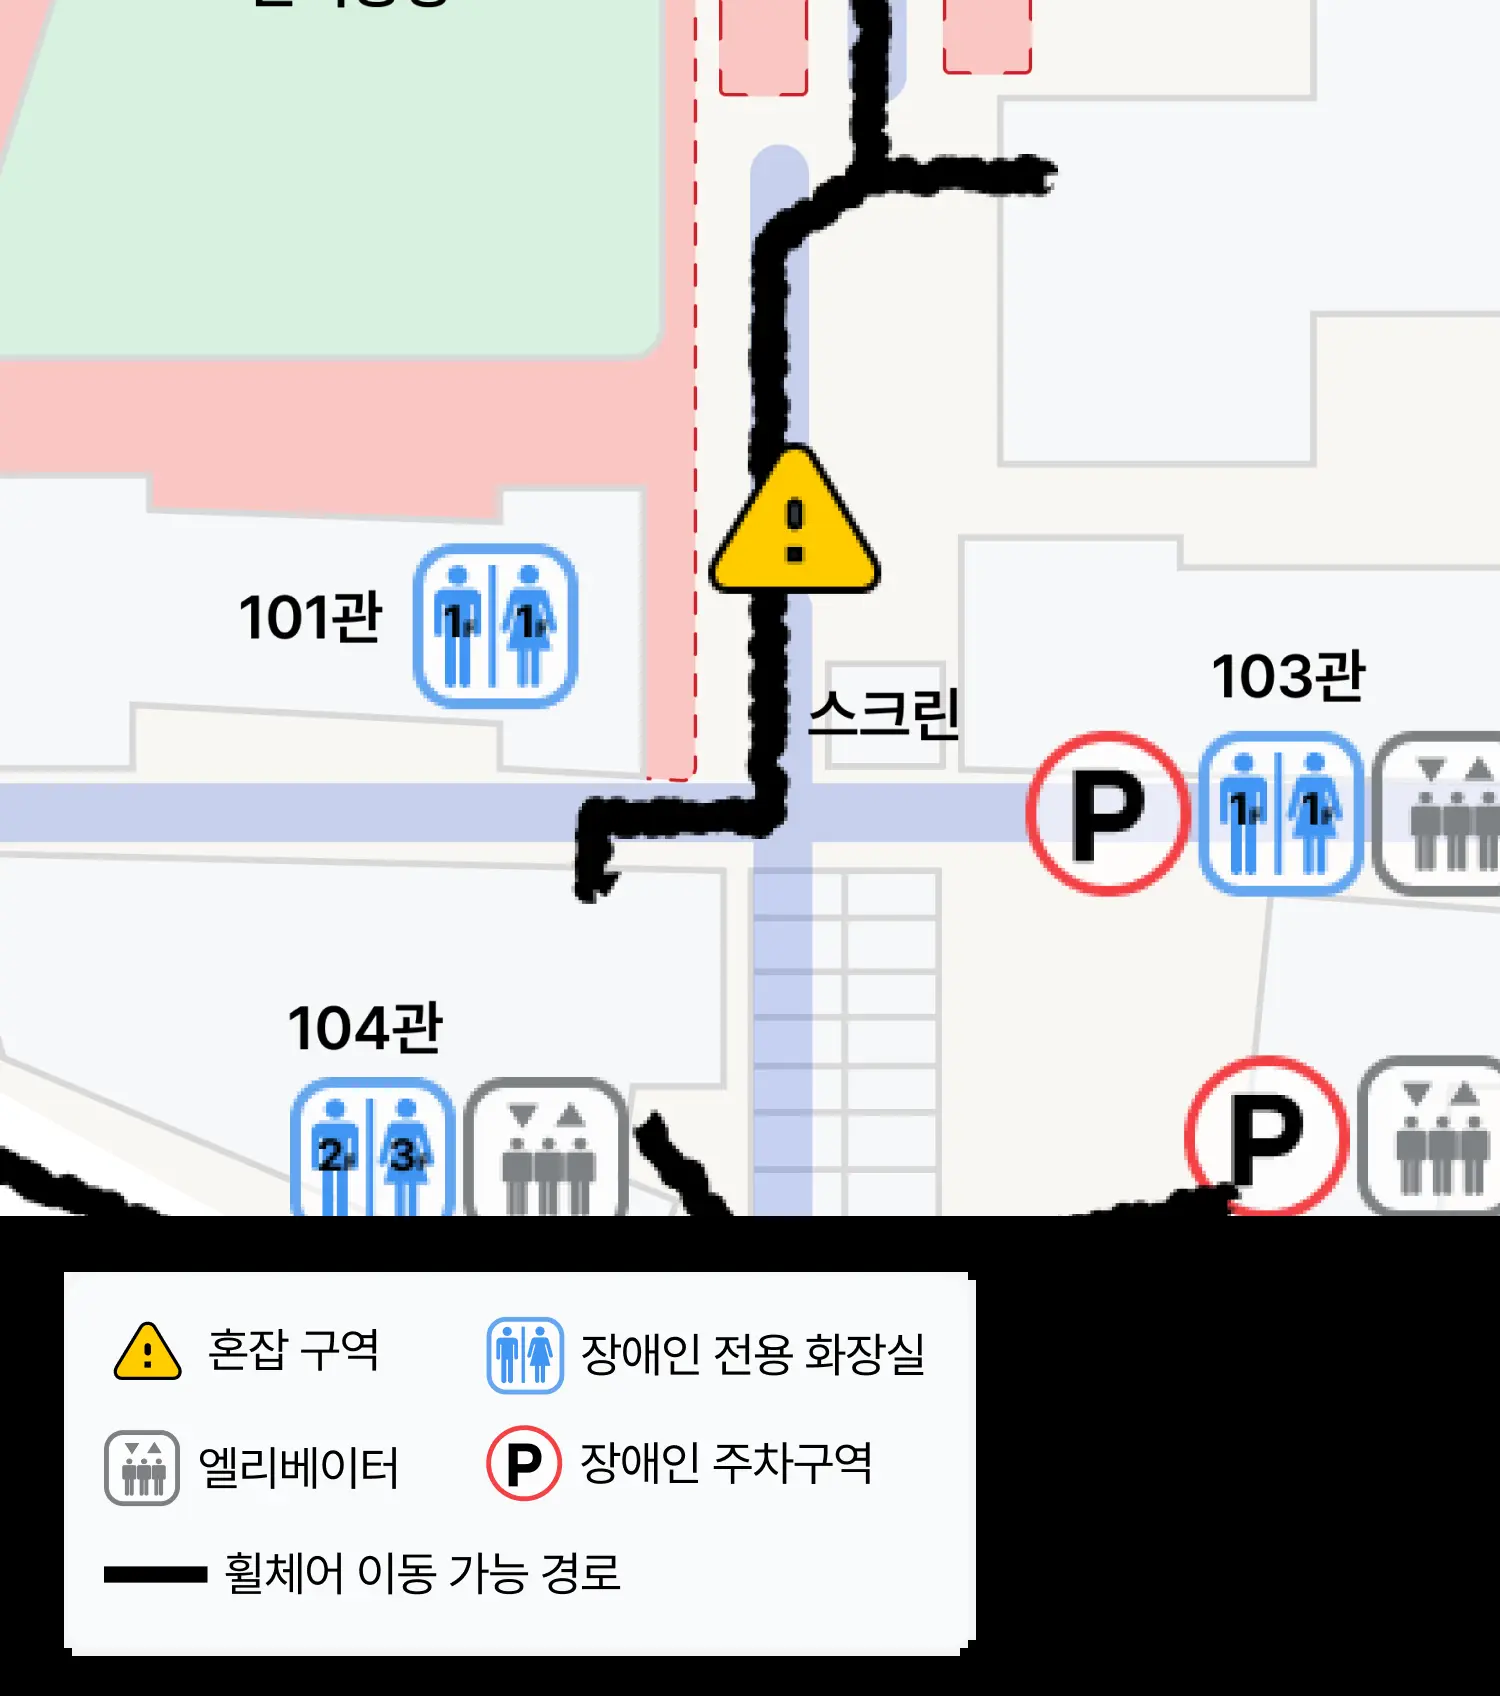 101관
1F 1F
스크린
103관
P
1F 1F
104관
2F 3F
P
혼잡 구역
장애인 전용 화장실
엘리베이터
P
장애인 주차구역
휠체어 이동 가능 경로